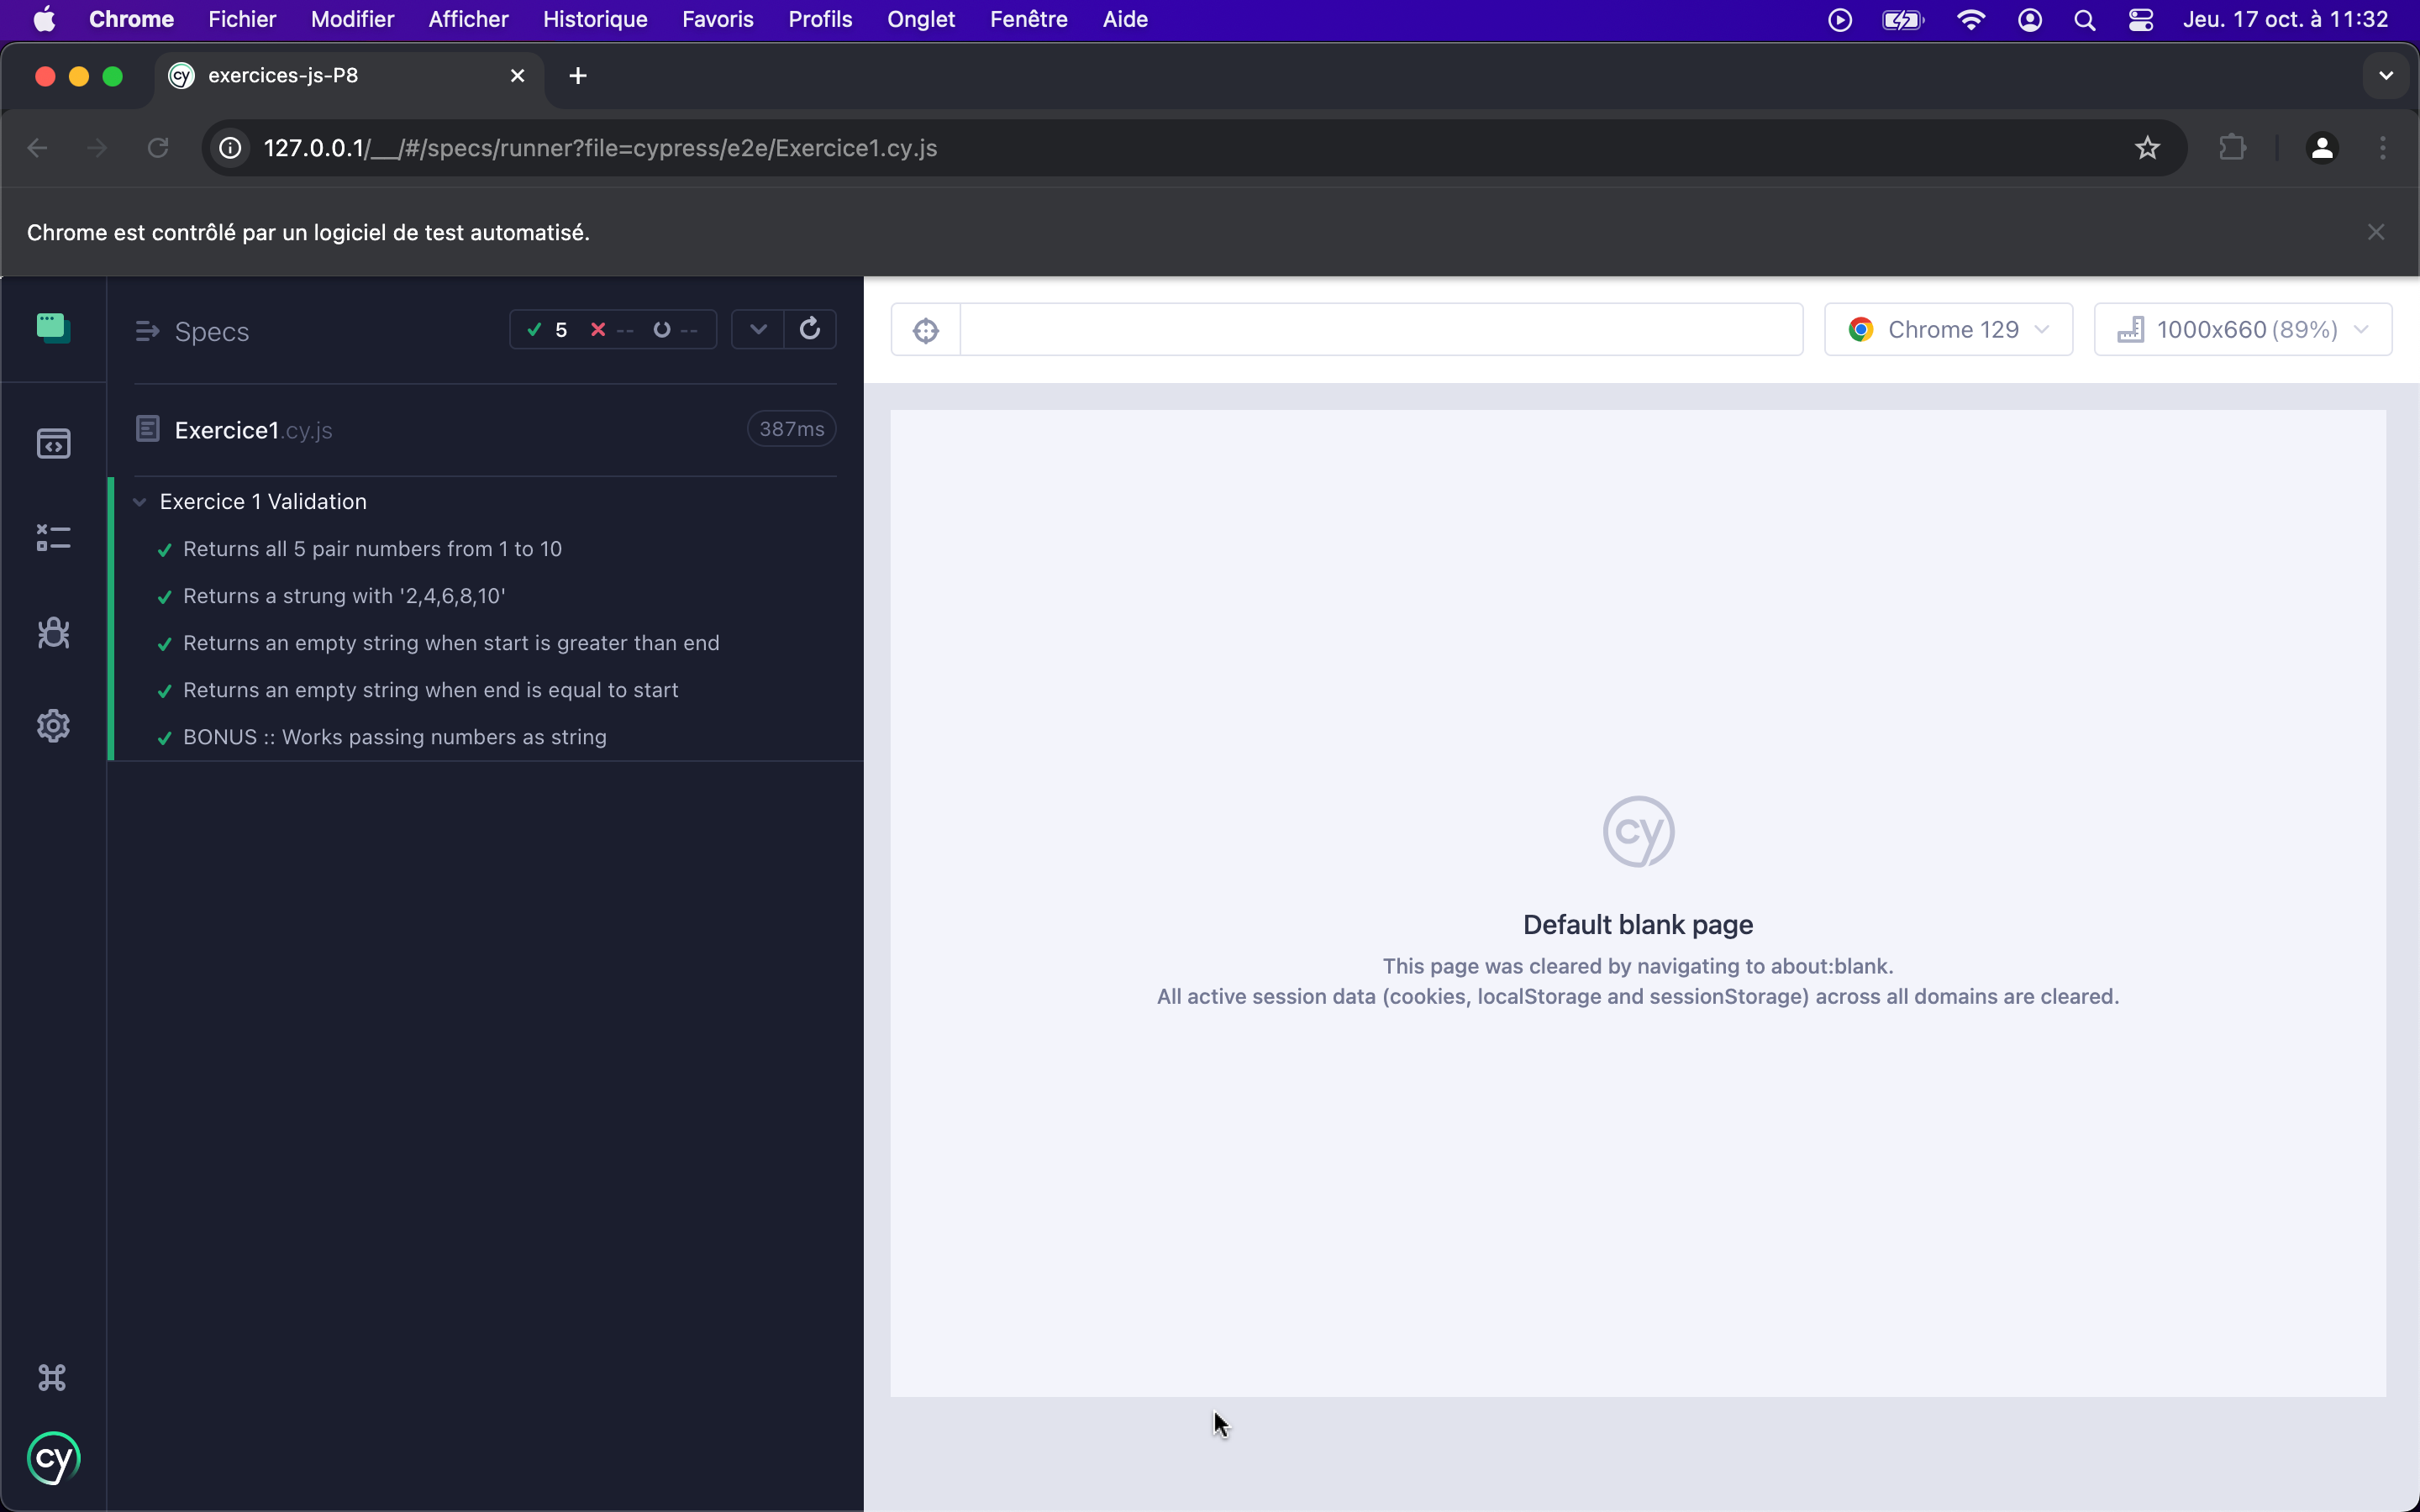 Chrome Fichier Modifier Afficher Historique Favoris Profils Onglet Fenêtre Aide Jeu. 17 oct. à 11:32
cy exercices-js-P8
127.0.0.1/__/#/specs/runner?file=cypress/e2e/Exercice1.cy.js
Chrome est contrôlé par un logiciel de test automatisé.
Specs 5 -- --
Chrome 129 1000x660 (89%)
Exercice1.cy.js 387ms
Exercice 1 Validation
Returns all 5 pair numbers from 1 to 10
Returns a strung with '2,4,6,8,10'
Returns an empty string when start is greater than end
Returns an empty string when end is equal to start
BONUS :: Works passing numbers as string
cy
Default blank page
This page was cleared by navigating to about:blank.
All active session data (cookies, localStorage and sessionStorage) across all domains are cleared.
cy